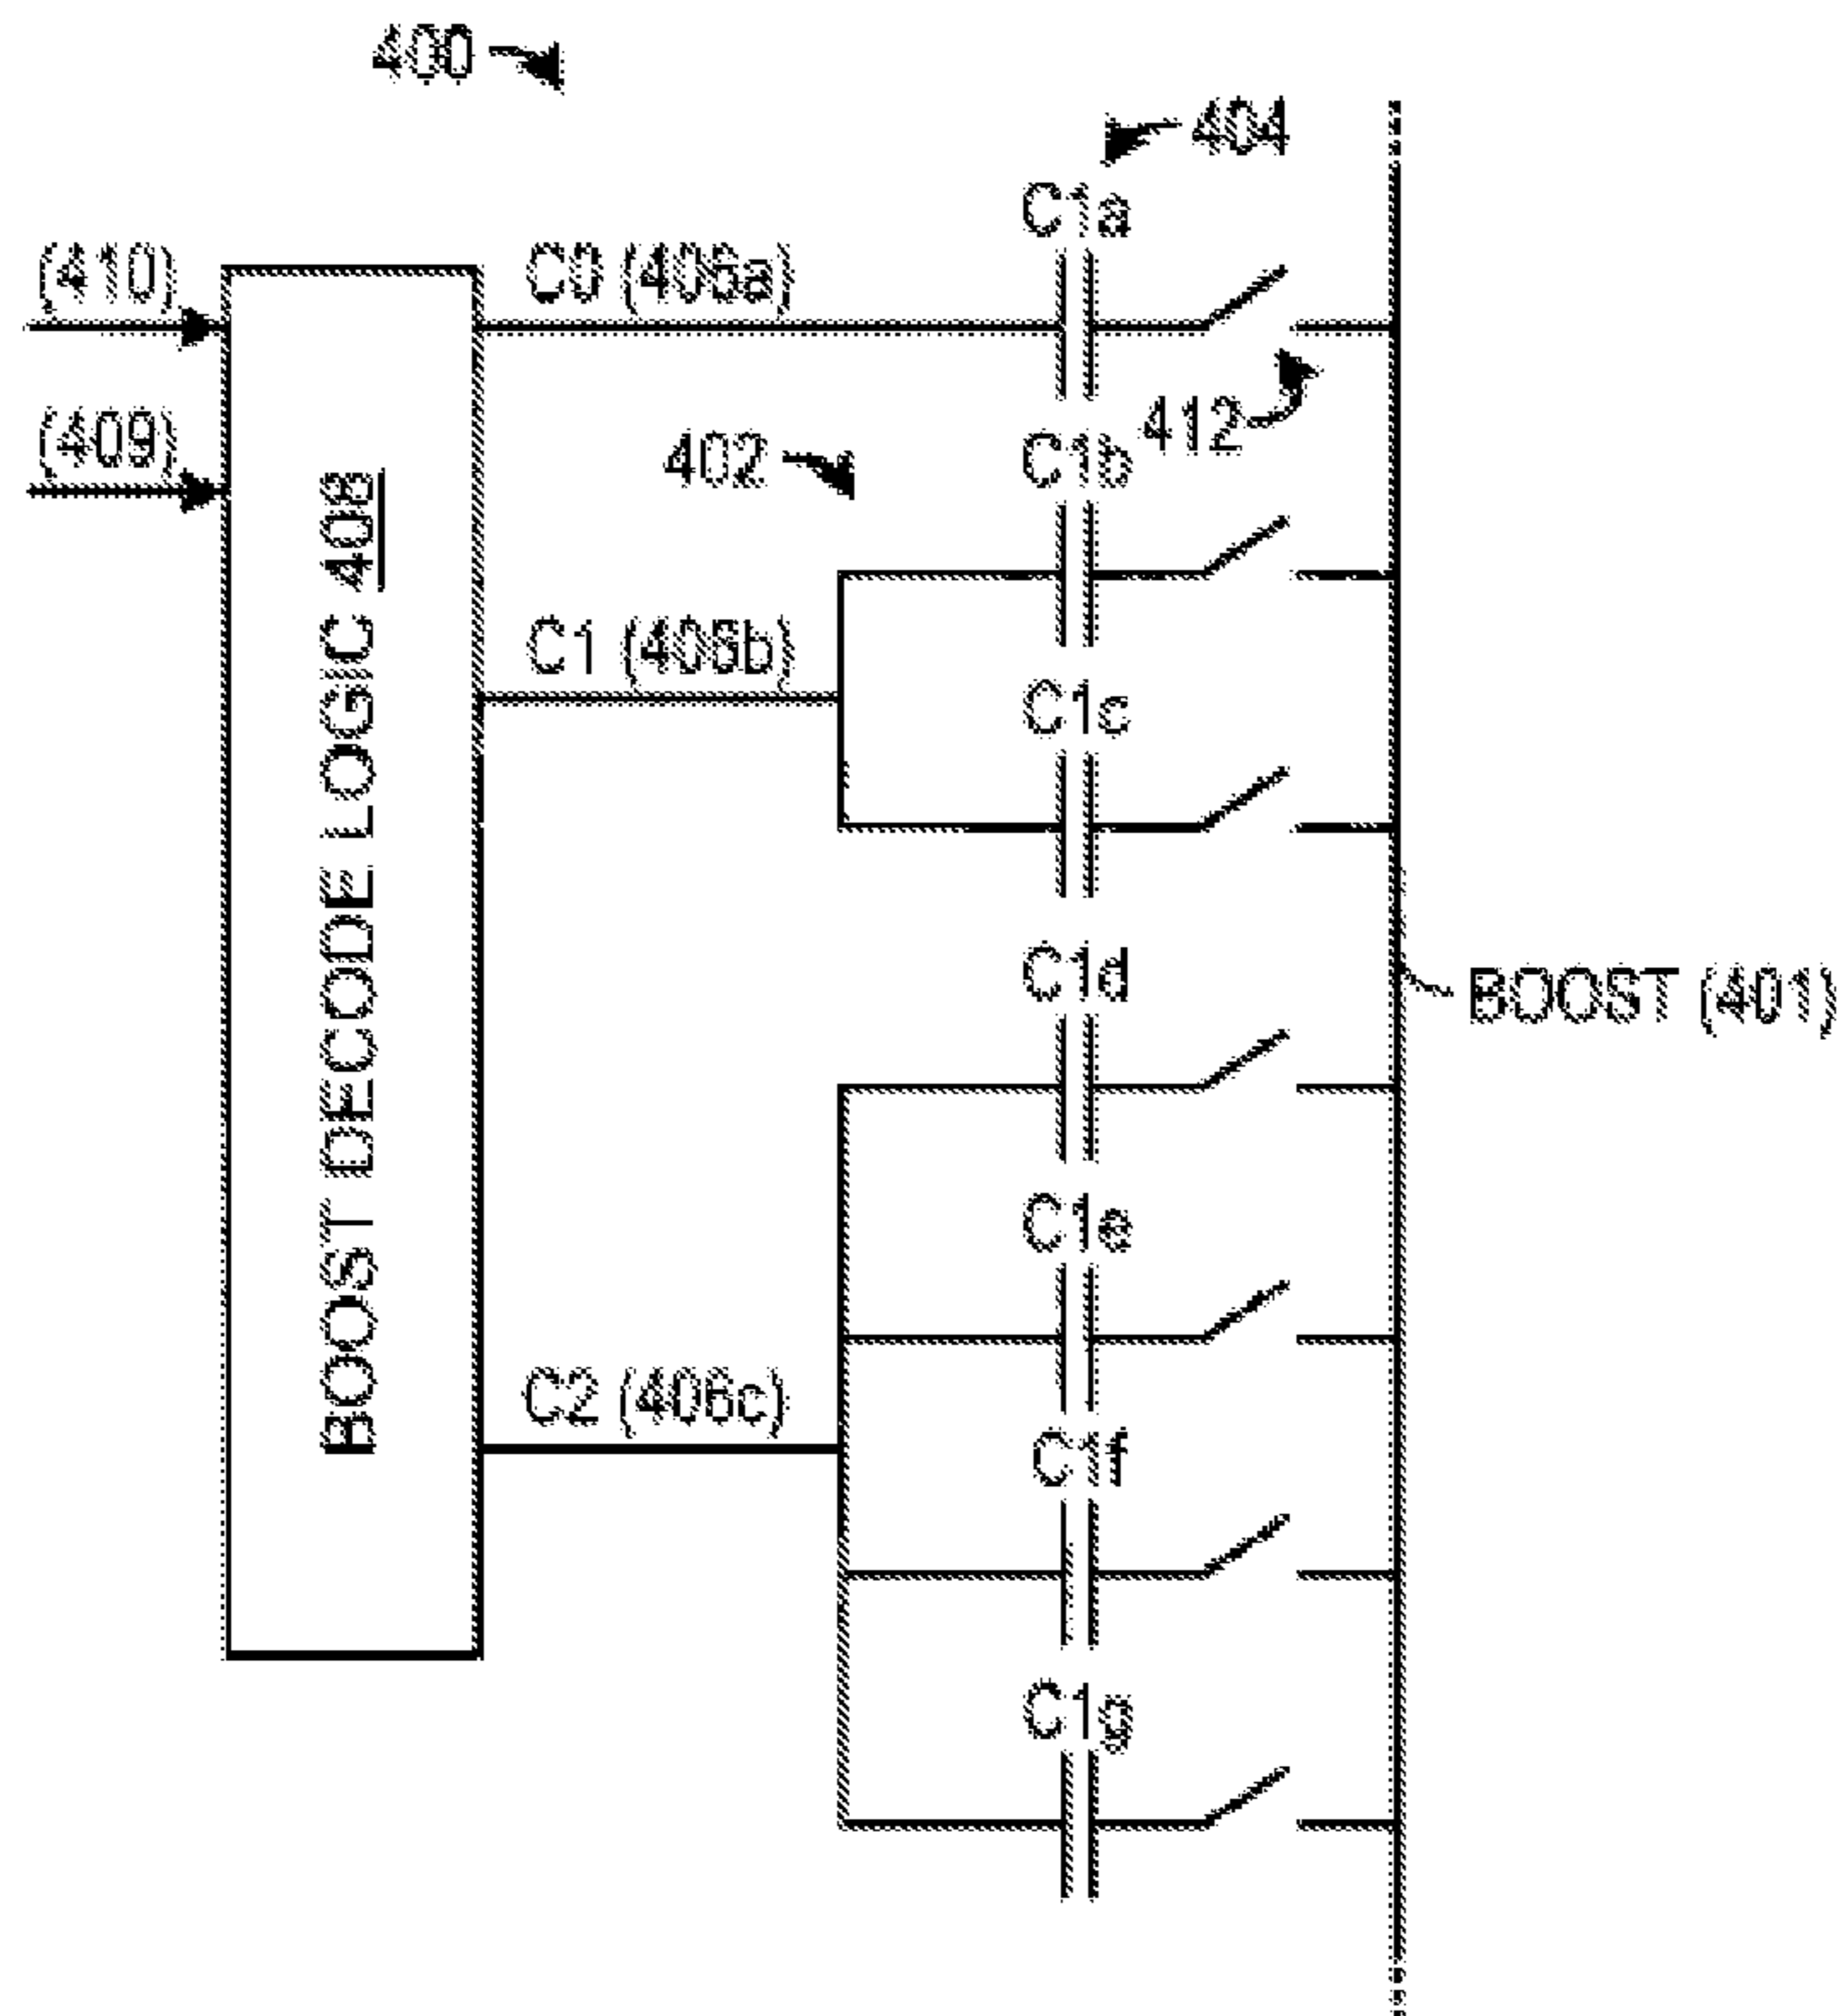 400
404
C1a
(410)
C0 (406a)
412
(409)
402
C1b
BOOST DECODE LOGIC 408
C1 (406b)
C1c
C1d
BOOST (401)
C1e
C2 (406c)
C1f
C1g